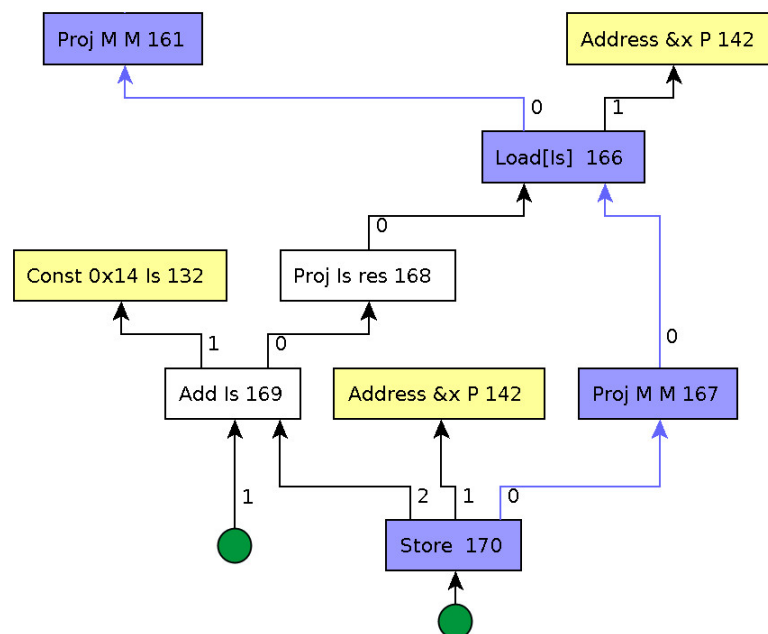 Proj M M 161
Address &x P 142
0
1
Load[Is]  166
0
Const 0x14 Is 132
Proj Is res 168
1
0
0
Add Is 169
Address &x P 142
Proj M M 167
1
2
1
0
Store  170